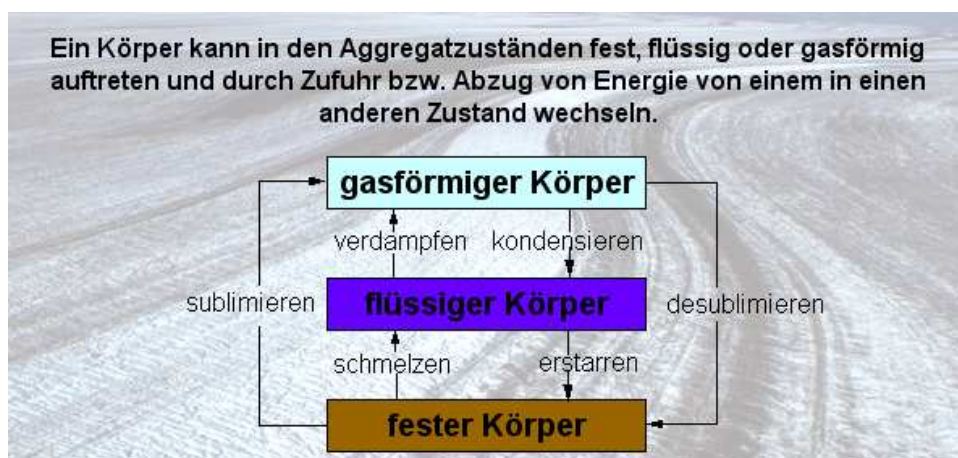 Ein Körper kann in den Aggregatzuständen fest, flüssig oder gasförmig
auftreten und durch Zufuhr bzw. Abzug von Energie von einem in einen
anderen Zustand wechseln.
gasförmiger Körper
verdampfen kondensieren
flüssiger Körper
sublimieren desublimieren
schmelzen erstarren
fester Körper